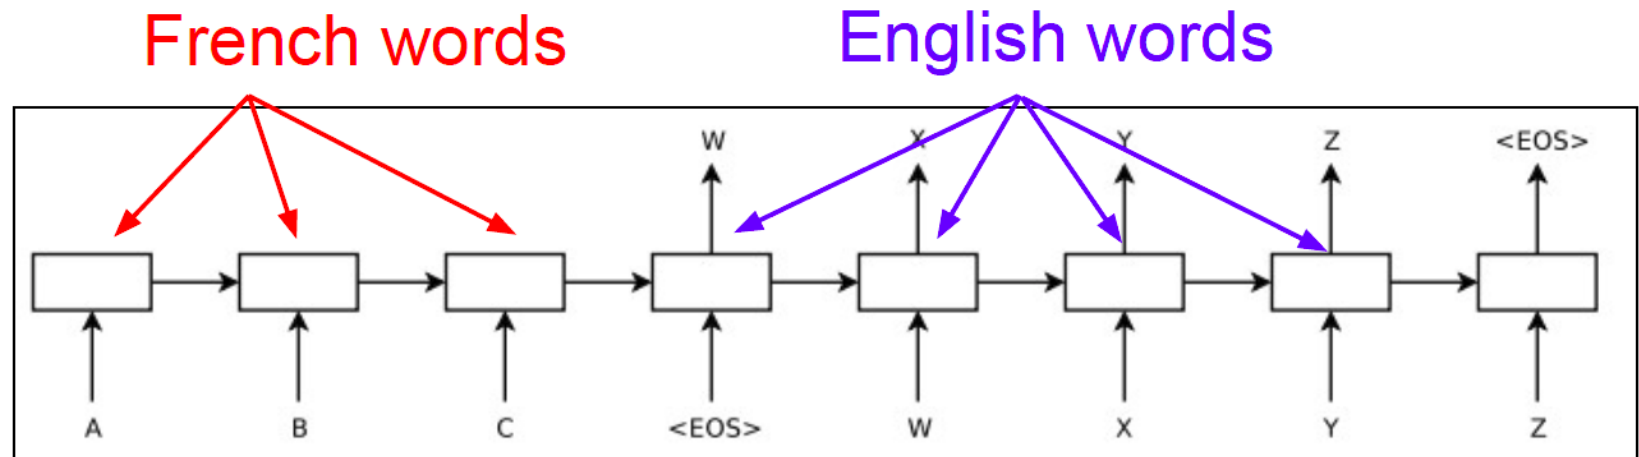 French words English words
W X Y Z <EOS>
A B C <EOS> W X Y Z